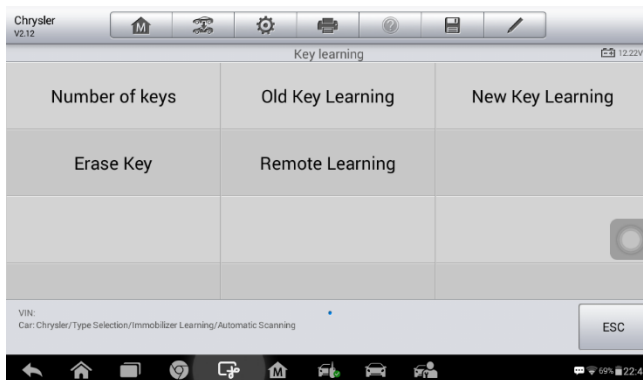 Chrysler
V2.12
Key learning
12.22V
Number of keys
Old Key Learning
New Key Learning
Erase Key
Remote Learning
VIN:
Car: Chrysler/Type Selection/Immobilizer Learning/Automatic Scanning
ESC
69%